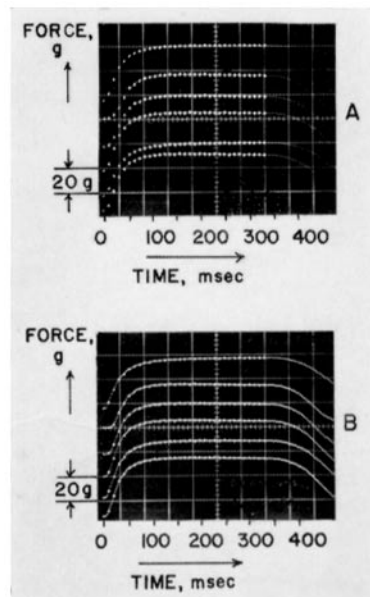 FORCE,
g
A
20 g
0 100 200 300 400
TIME, msec
FORCE,
g
B
20g
0 100 200 300 400
TIME, msec